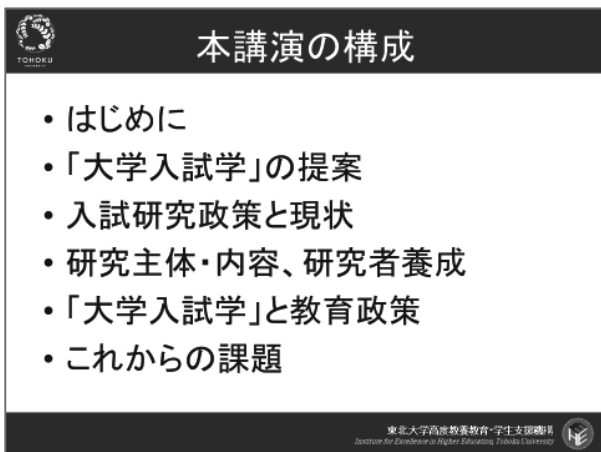 TOHOKU
UNIVERSITY
本講演の構成
• はじめに
• 「大学入試学」の提案
• 入試研究政策と現状
• 研究主体・内容、研究者養成
• 「大学入試学」と教育政策
• これからの課題
東北大学高度教養教育・学生支援機構
Institute for Excellence in Higher Education, Tohoku University